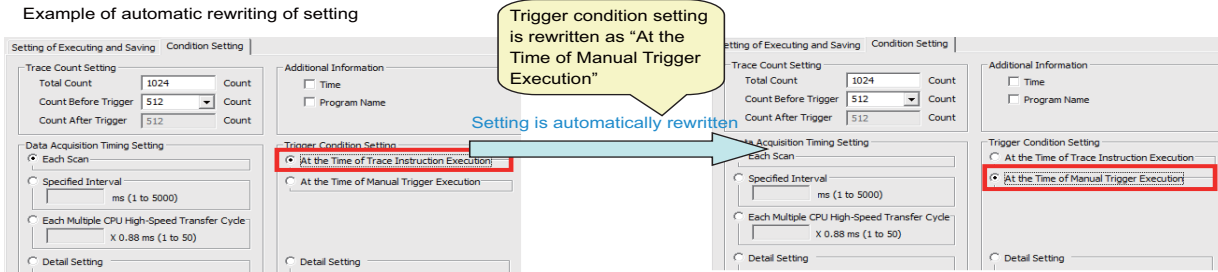 Example of automatic rewriting of setting
Trigger condition setting
is rewritten as “At the
Time of Manual Trigger
Execution”
Setting is automatically rewritten
Setting of Executing and Saving Condition Setting
Trace Count Setting
Total Count 1024 Count
Count Before Trigger 512 Count
Count After Trigger 512 Count
Additional Information
Time
Program Name
Data Acquisition Timing Setting
Each Scan
Specified Interval
ms (1 to 5000)
Each Multiple CPU High-Speed Transfer Cycle
X 0.88 ms (1 to 50)
Detail Setting
Trigger Condition Setting
At the Time of Trace Instruction Execution
At the Time of Manual Trigger Execution
Detail Setting
etting of Executing and Saving Condition Setting
Trace Count Setting
Total Count 1024 Count
Count Before Trigger 512 Count
Count After Trigger 512 Count
Additional Information
Time
Program Name
Data Acquisition Timing Setting
Each Scan
Specified Interval
ms (1 to 5000)
Each Multiple CPU High-Speed Transfer Cycle
X 0.88 ms (1 to 50)
Detail Setting
Trigger Condition Setting
At the Time of Trace Instruction Execution
At the Time of Manual Trigger Execution
Detail Setting